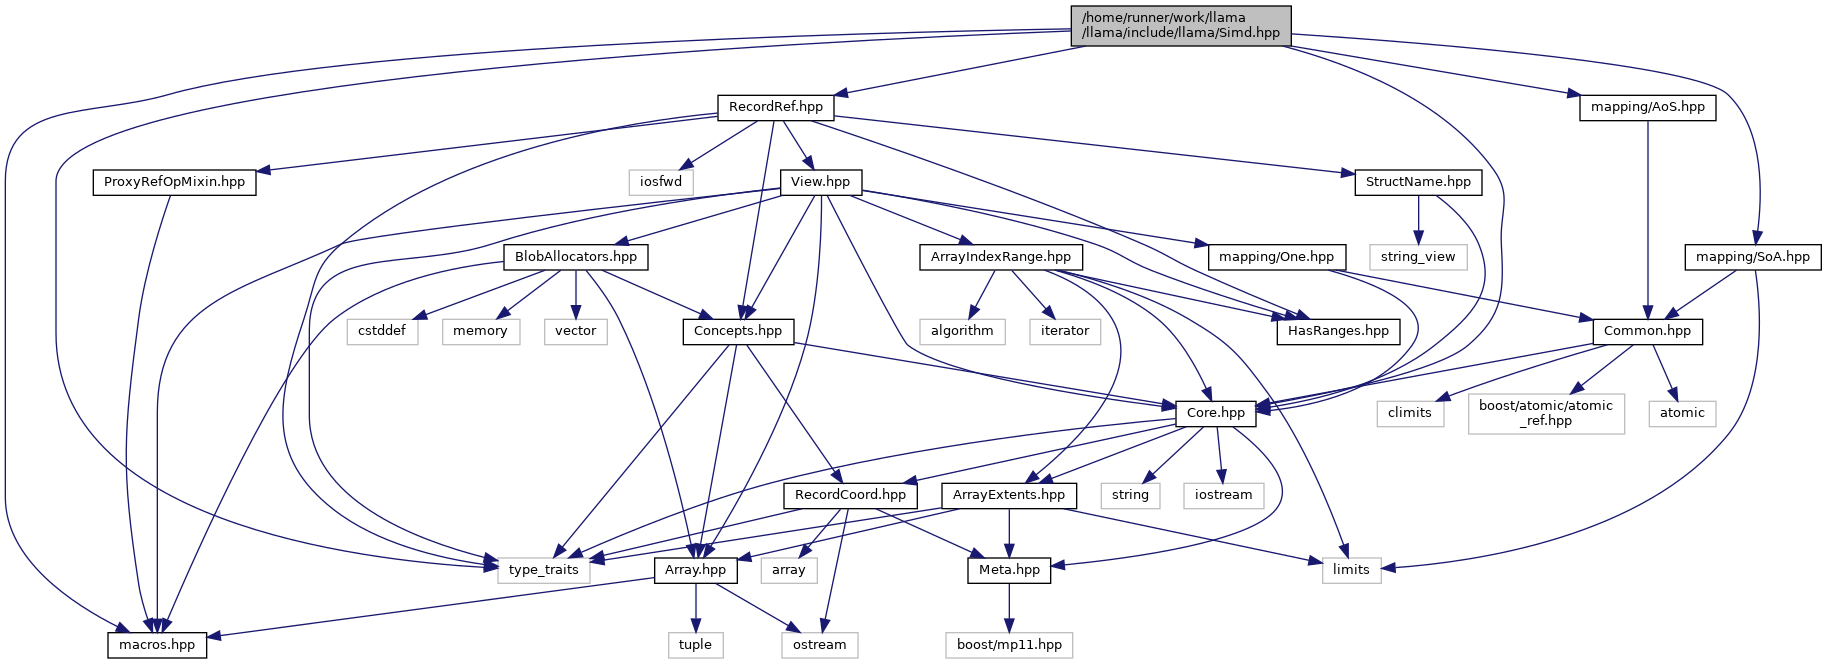 /home/runner/work/llama
/llama/include/llama/Simd.hpp
RecordRef.hpp
mapping/AoS.hpp
ProxyRefOpMixin.hpp
iosfwd
View.hpp
StructName.hpp
BlobAllocators.hpp
ArrayIndexRange.hpp
mapping/One.hpp
string_view
mapping/SoA.hpp
cstddef
memory
vector
Concepts.hpp
algorithm
iterator
HasRanges.hpp
Common.hpp
Core.hpp
climits
boost/atomic/atomic
_ref.hpp
atomic
RecordCoord.hpp
ArrayExtents.hpp
string
iostream
type_traits
Array.hpp
array
Meta.hpp
limits
macros.hpp
tuple
ostream
boost/mp11.hpp